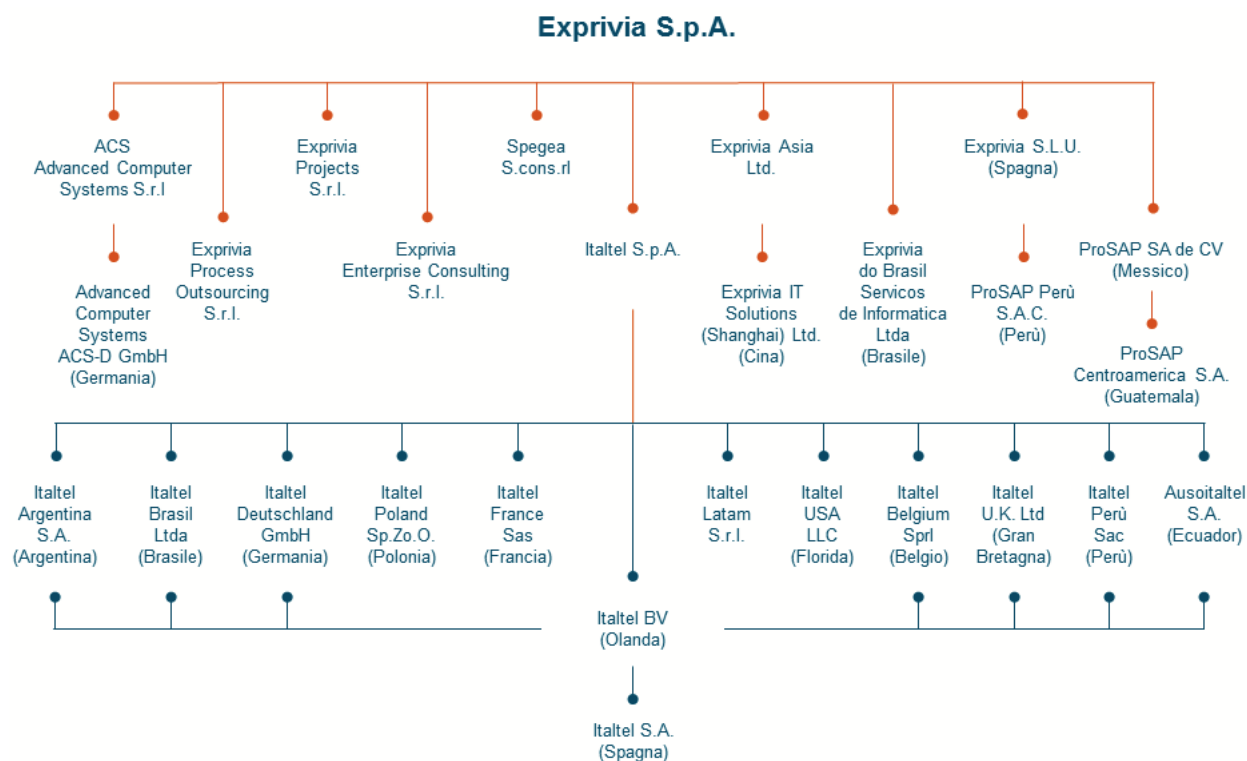 Exprivia S.p.A.
ACS
Advanced Computer
Systems S.r.l
Exprivia
Projects
S.r.l.
Spegea
S.cons.rl
Exprivia Asia
Ltd.
Exprivia S.L.U.
(Spagna)
Exprivia
Process
Outsourcing
S.r.l.
Exprivia
Enterprise Consulting
S.r.l.
Italtel S.p.A.
Exprivia
do Brasil
Servicos
de Informatica
Ltda
(Brasile)
ProSAP SA de CV
(Messico)
Advanced
Computer
Systems
ACS-D GmbH
(Germania)
Exprivia IT
Solutions
(Shanghai) Ltd.
(Cina)
ProSAP Perù
S.A.C.
(Perù)
ProSAP
Centroamerica S.A.
(Guatemala)
Italtel
Argentina
S.A.
(Argentina)
Italtel
Brasil
Ltda
(Brasile)
Italtel
Deutschland
GmbH
(Germania)
Italtel
Poland
Sp.Zo.O.
(Polonia)
Italtel
France
Sas
(Francia)
Italtel
Latam
S.r.l.
Italtel
USA
LLC
(Florida)
Italtel
Belgium
Sprl
(Belgio)
Italtel
U.K. Ltd
(Gran
Bretagna)
Italtel
Perù
Sac
(Perù)
Ausoitaltel
S.A.
(Ecuador)
Italtel BV
(Olanda)
Italtel S.A.
(Spagna)